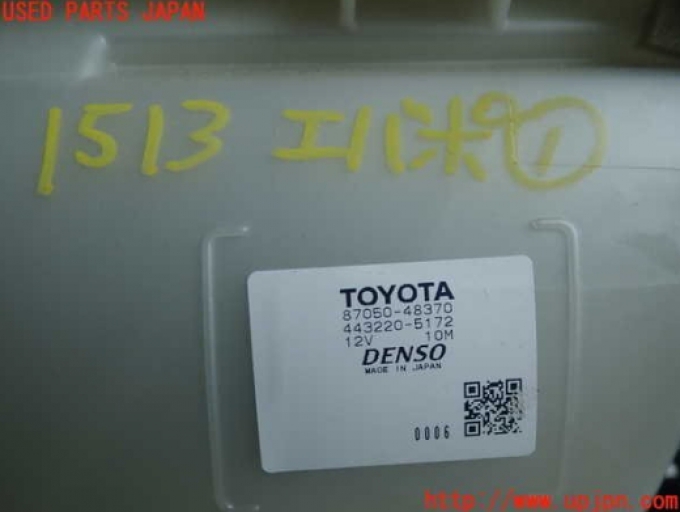 USED PARTS JAPAN
1513 エバポ ①
TOYOTA
87050-48370
443220-5172
12V 10M
DENSO
MADE IN JAPAN
0006
http://www.upjpn.com